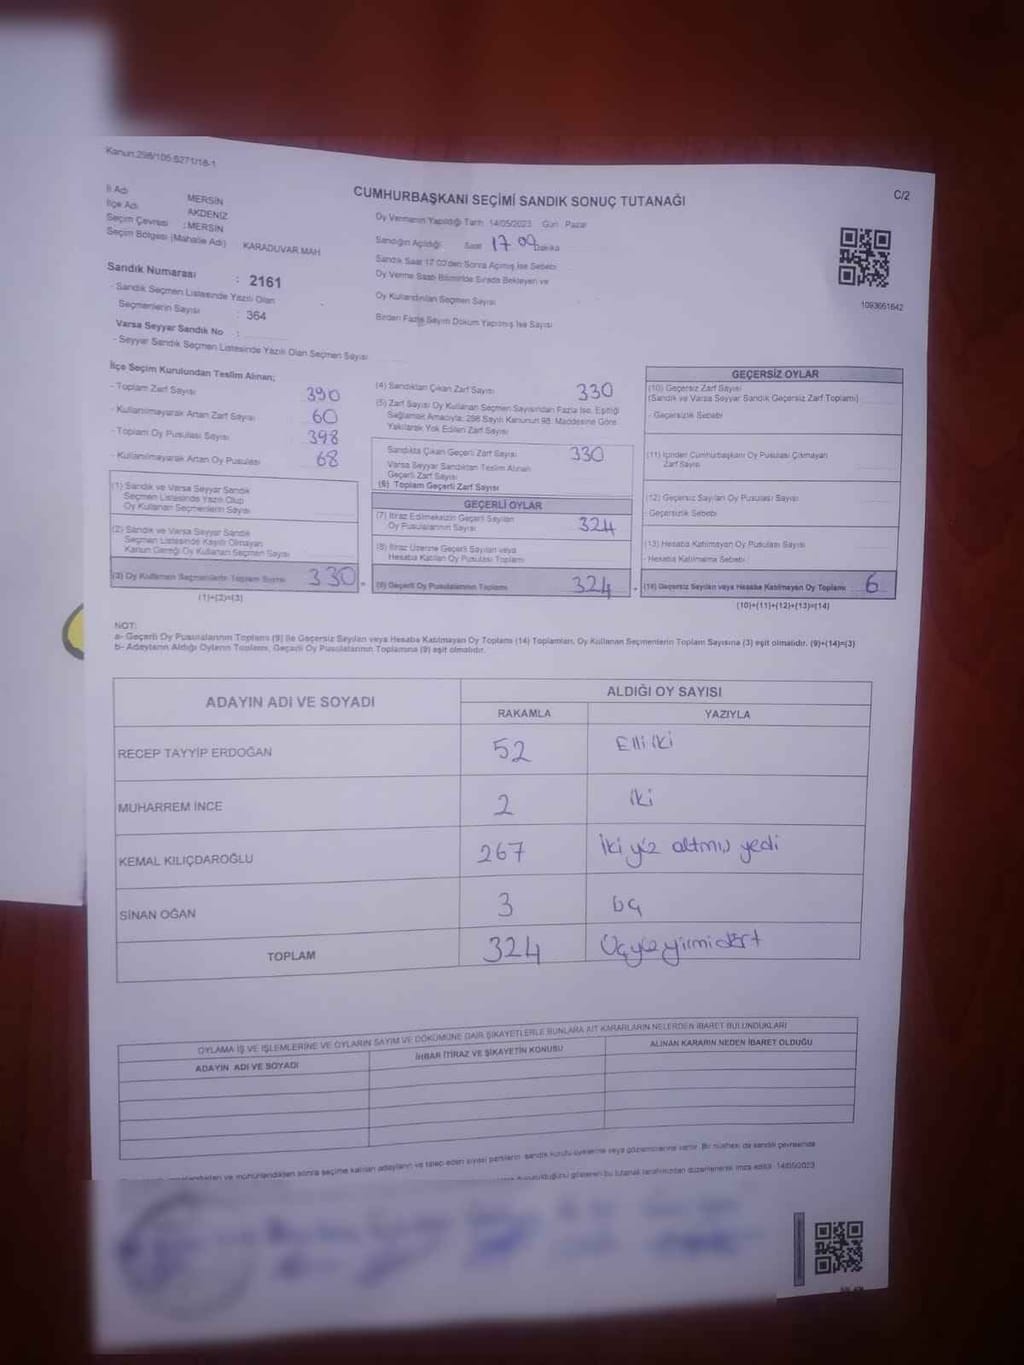 Kanun:298/105.5271/18-1
C/2
CUMHURBAŞKANI SEÇİMİ SANDIK SONUÇ TUTANAĞI
İl Adı MERSİN
İlçe Adı AKDENİZ
Seçim Çevresi : MERSİN
Seçim Bölgesi (Mahalle Adı) KARADUVAR MAH
Sandık Numarası : 2161
- Sandık Seçmen Listesinde Yazılı Olan
Seçmenlerin Sayısı : 364
Varsa Seyyar Sandık No :
- Seyyar Sandık Seçmen Listesinde Yazılı Olan Seçmen Sayısı
Oy Vermenin Yapıldığı Tarih 14/05/2023 Gün Pazar
Sandığın Açıldığı Saat 17 09 Dakika
Sandık Saat 17.00'den Sonra Açılmış İse Sebebi
Oy Verme Saati Bitiminde Sırada Bekleyen ve
Oy Kullandırılan Seçmen Sayısı
Birden Fazla Sayım Döküm Yapılmış İse Sayısı
1093661642
İlçe Seçim Kurulundan Teslim Alınan;
- Toplam Zarf Sayısı 390
- Kullanılmayarak Artan Zarf Sayısı 60
- Toplam Oy Pusulası Sayısı 398
- Kullanılmayarak Artan Oy Pusulası 68
(1) Sandık ve Varsa Seyyar Sandık
Seçmen Listesinde Yazılı Olup
Oy Kullanan Seçmenlerin Sayısı
(2) Sandık ve Varsa Seyyar Sandık
Seçmen Listesinde Kayıtlı Olmayan
Kanun Gereği Oy Kullanan Seçmen Sayısı
(3) Oy Kullanan Seçmenlerin Toplam Sayısı 330
(1)+(2)=(3)
(4) Sandıktan Çıkan Zarf Sayısı 330
(5) Zarf Sayısı Oy Kullanan Seçmen Sayısından Fazla İse, Eşitliği
Sağlamak Amacıyla; 298 Sayılı Kanunun 98. Maddesine Göre
Yakılarak Yok Edilen Zarf Sayısı
Sandıkta Çıkan Geçerli Zarf Sayısı 330
Varsa Seyyar Sandıktan Teslim Alınan
Geçerli Zarf Sayısı
(6) Toplam Geçerli Zarf Sayısı
GEÇERLİ OYLAR
(7) İtiraz Edilmeksizin Geçerli Sayılan
Oy Pusulalarının Sayısı 324
(8) İtiraz Üzerine Geçerli Sayılan veya
Hesaba Katılan Oy Pusulası Toplamı
(9) Geçerli Oy Pusulalarının Toplamı 324
GEÇERSİZ OYLAR
(10) Geçersiz Zarf Sayısı
(Sandık ve Varsa Seyyar Sandık Geçersiz Zarf Toplamı)
- Geçersizlik Sebebi
(11) İçinden Cumhurbaşkanı Oy Pusulası Çıkmayan
Zarf Sayısı
(12) Geçersiz Sayılan Oy Pusulası Sayısı
- Geçersizlik Sebebi
(13) Hesaba Katılmayan Oy Pusulası Sayısı
- Hesaba Katılmama Sebebi
(14) Geçersiz Sayılan veya Hesaba Katılmayan Oy Toplamı 6
(10)+(11)+(12)+(13)=(14)
NOT:
a- Geçerli Oy Pusulalarının Toplamı (9) ile Geçersiz Sayılan veya Hesaba Katılmayan Oy Toplamı (14) Toplamları, Oy Kullanan Seçmenlerin Toplam Sayısına (3) eşit olmalıdır. (9)+(14)=(3)
b- Adayların Aldığı Oyların Toplamı, Geçerli Oy Pusulalarının Toplamına (9) eşit olmalıdır.
ADAYIN ADI VE SOYADI ALDIĞI OY SAYISI
RAKAMLA YAZIYLA
RECEP TAYYİP ERDOĞAN 52 Elli iki
MUHARREM İNCE 2 iki
KEMAL KILIÇDAROĞLU 267 İki yüz altmış yedi
SİNAN OĞAN 3
TOPLAM 324 Üçyüz yirmi dört
OYLAMA İŞ VE İŞLEMLERİNE VE OYLARIN SAYIM VE DÖKÜMÜNE DAİR ŞİKAYETLERLE BUNLARA AİT KARARLARIN NELERDEN İBARET BULUNDUKLARI
ADAYIN ADI VE SOYADI İHBAR İTİRAZ VE ŞİKAYETİN KONUSU ALINAN KARARIN NEDEN İBARET OLDUĞU
sonra seçime katılan adayların ve talep eden siyasi partilerin sandık kurulu üyelerine veya gözlemcilerine verilir. Bir nüshası da sandık çevresinde
gösteren bu tutanak tarafımızdan düzenlenerek imza edildi. 14/05/2023